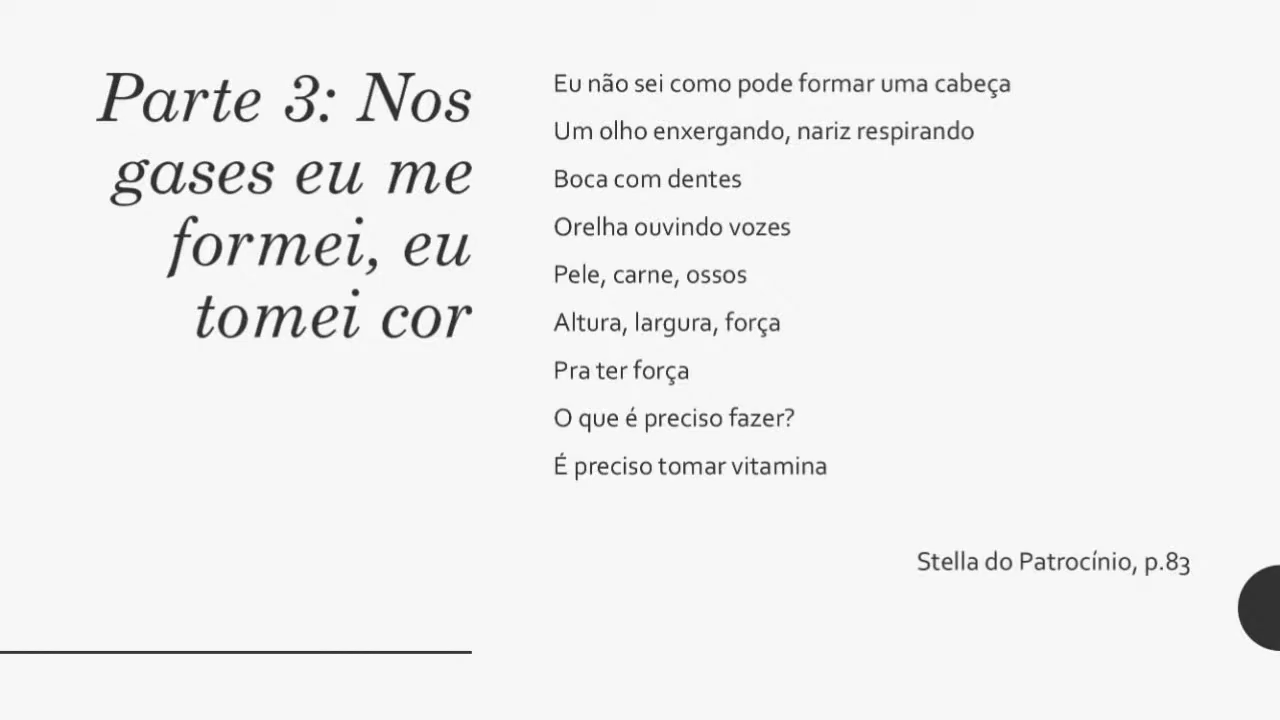 Parte 3: Nos
gases eu me
formei, eu
tomei cor
Eu não sei como pode formar uma cabeça
Um olho enxergando, nariz respirando
Boca com dentes
Orelha ouvindo vozes
Pele, carne, ossos
Altura, largura, força
Pra ter força
O que é preciso fazer?
É preciso tomar vitamina
Stella do Patrocínio, p.83